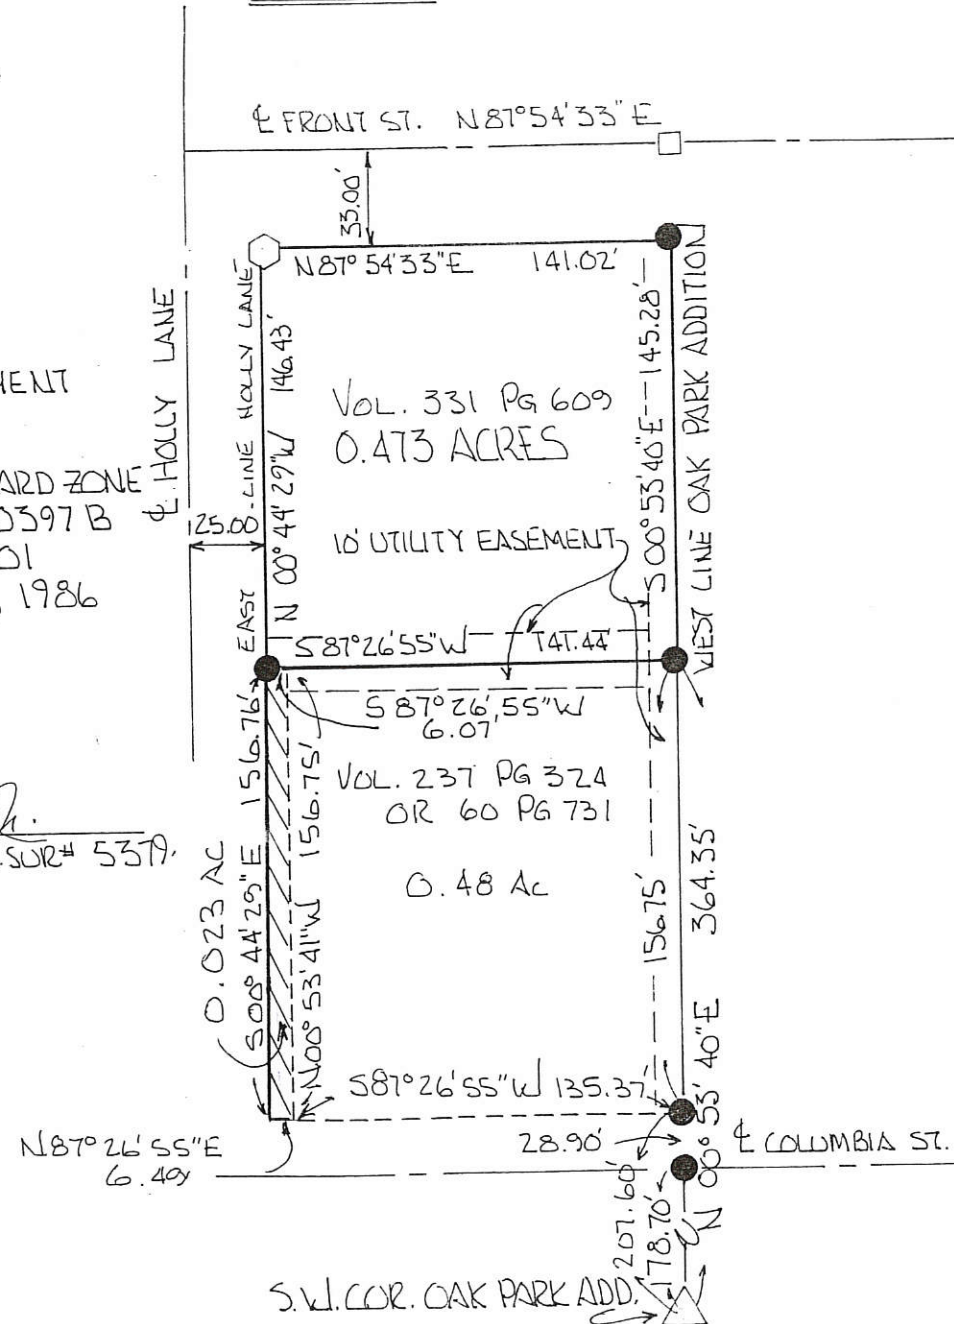 ℄ FRONT ST. N87°54'33"E
33.00'
N87°54'33"E 141.02'
℄ HOLLY LANE
EAST LINE HOLLY LANE
N 00°44'29"W 146.43'
VOL. 331 PG 609
0.473 ACRES
S 00°53'40"E 145.28'
WEST LINE OAK PARK ADDITION
ARD ZONE
0397 B
01
1986
125.00
10' UTILITY EASEMENT
S87°26'55"W 141.44'
S 87°26'55"W
6.07'
VOL. 237 PG 324
OR 60 PG 731
0.48 AC
SUR# 5379.
0.023 AC
S00°44'29"E 156.76'
N00°53'41"W 156.75'
156.75'
364.35'
N 00°53'40"E
S87°26'55"W 135.37'
N87°26'55"E
6.49'
28.90'
℄ COLUMBIA ST.
207.60'
178.70'
S.W. COR. OAK PARK ADD.